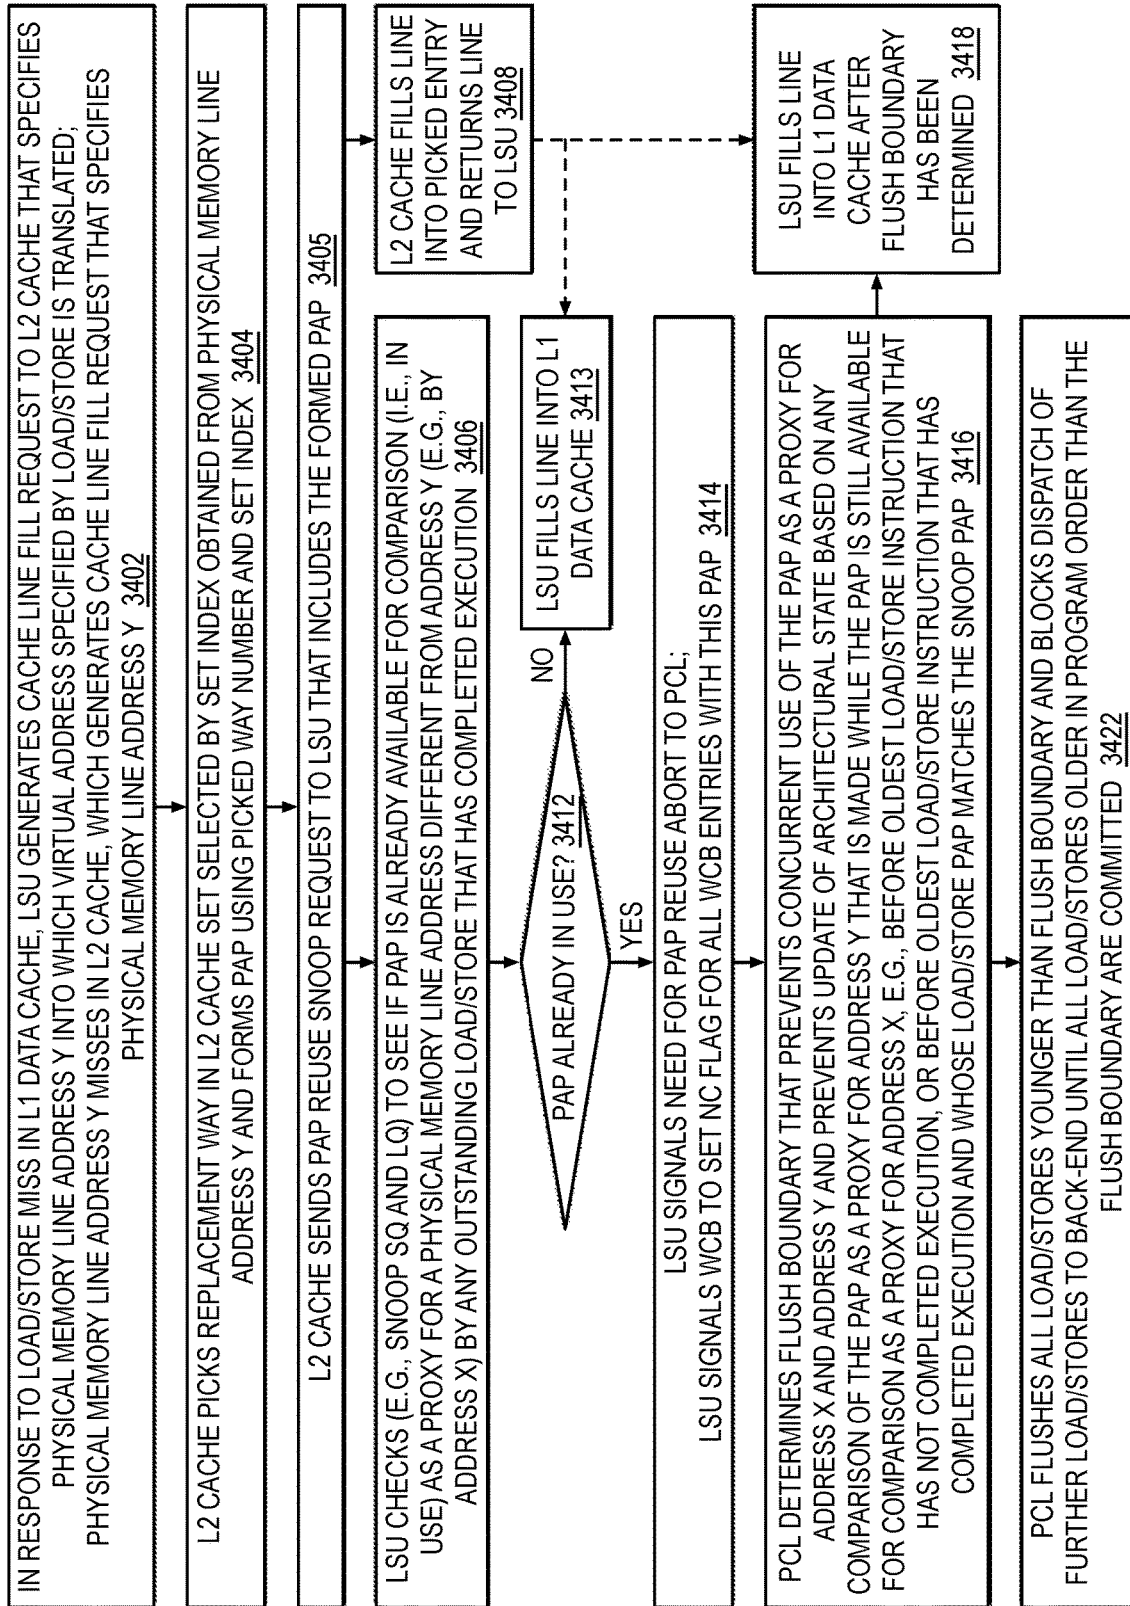 IN RESPONSE TO LOAD/STORE MISS IN L1 DATA CACHE, LSU GENERATES CACHE LINE FILL REQUEST TO L2 CACHE THAT SPECIFIES
PHYSICAL MEMORY LINE ADDRESS Y INTO WHICH VIRTUAL ADDRESS SPECIFIED BY LOAD/STORE IS TRANSLATED;
PHYSICAL MEMORY LINE ADDRESS Y MISSES IN L2 CACHE, WHICH GENERATES CACHE LINE FILL REQUEST THAT SPECIFIES
PHYSICAL MEMORY LINE ADDRESS Y 3402
L2 CACHE PICKS REPLACEMENT WAY IN L2 CACHE SET SELECTED BY SET INDEX OBTAINED FROM PHYSICAL MEMORY LINE
ADDRESS Y AND FORMS PAP USING PICKED WAY NUMBER AND SET INDEX 3404
L2 CACHE SENDS PAP REUSE SNOOP REQUEST TO LSU THAT INCLUDES THE FORMED PAP 3405
LSU CHECKS (E.G., SNOOP SQ AND LQ) TO SEE IF PAP IS ALREADY AVAILABLE FOR COMPARISON (I.E., IN
USE) AS A PROXY FOR A PHYSICAL MEMORY LINE ADDRESS DIFFERENT FROM ADDRESS Y (E.G., BY
ADDRESS X) BY ANY OUTSTANDING LOAD/STORE THAT HAS COMPLETED EXECUTION 3406
L2 CACHE FILLS LINE
INTO PICKED ENTRY
AND RETURNS LINE
TO LSU 3408
PAP ALREADY IN USE? 3412
NO
LSU FILLS LINE INTO L1
DATA CACHE 3413
YES
LSU SIGNALS NEED FOR PAP REUSE ABORT TO PCL;
LSU SIGNALS WCB TO SET NC FLAG FOR ALL WCB ENTRIES WITH THIS PAP 3414
PCL DETERMINES FLUSH BOUNDARY THAT PREVENTS CONCURRENT USE OF THE PAP AS A PROXY FOR
ADDRESS X AND ADDRESS Y AND PREVENTS UPDATE OF ARCHITECTURAL STATE BASED ON ANY
COMPARISON OF THE PAP AS A PROXY FOR ADDRESS Y THAT IS MADE WHILE THE PAP IS STILL AVAILABLE
FOR COMPARISON AS A PROXY FOR ADDRESS X, E.G., BEFORE OLDEST LOAD/STORE INSTRUCTION THAT
HAS NOT COMPLETED EXECUTION, OR BEFORE OLDEST LOAD/STORE INSTRUCTION THAT HAS
COMPLETED EXECUTION AND WHOSE LOAD/STORE PAP MATCHES THE SNOOP PAP 3416
LSU FILLS LINE
INTO L1 DATA
CACHE AFTER
FLUSH BOUNDARY
HAS BEEN
DETERMINED 3418
PCL FLUSHES ALL LOAD/STORES YOUNGER THAN FLUSH BOUNDARY AND BLOCKS DISPATCH OF
FURTHER LOAD/STORES TO BACK-END UNTIL ALL LOAD/STORES OLDER IN PROGRAM ORDER THAN THE
FLUSH BOUNDARY ARE COMMITTED 3422